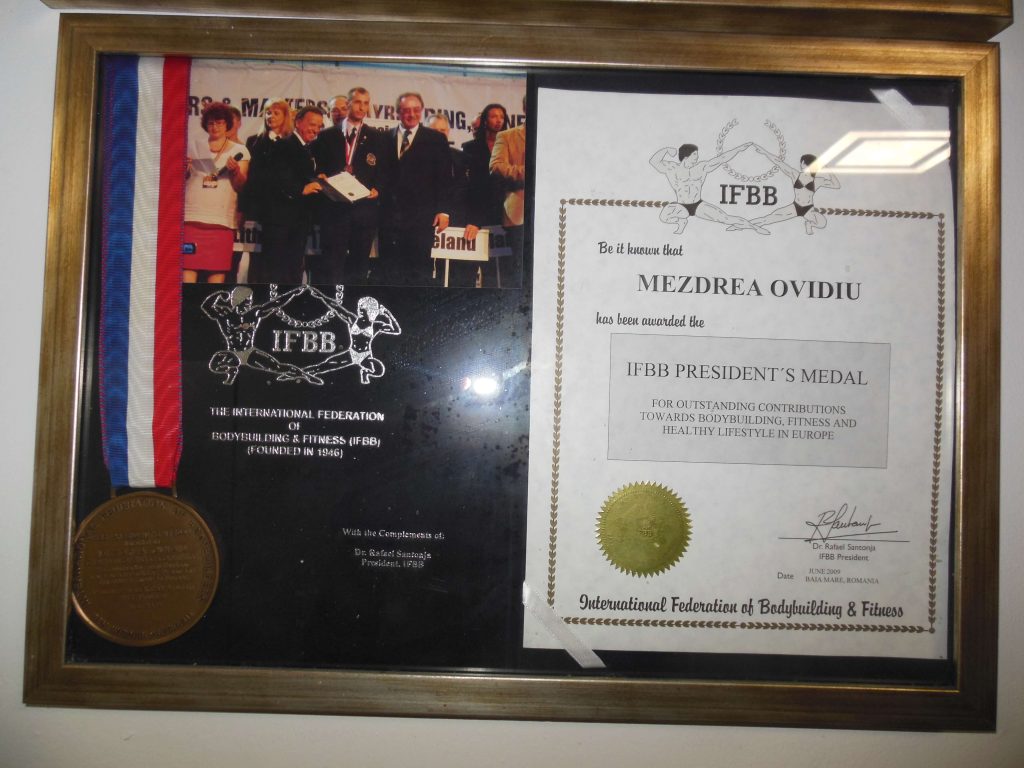 RS & MASTERS
eland
IFBB
THE INTERNATIONAL FEDERATION
OF
BODYBUILDING & FITNESS (IFBB)
(FOUNDED IN 1946)
With the Complements of:
Dr. Rafael Santonja
President, IFBB
IFBB
Be it known that
MEZDREA OVIDIU
has been awarded the
IFBB PRESIDENT´S MEDAL
FOR OUTSTANDING CONTRIBUTIONS
TOWARDS BODYBUILDING, FITNESS AND
HEALTHY LIFESTYLE IN EUROPE
Dr. Rafael Santonja
IFBB President
Date JUNE 2009
BAIA MARE, ROMANIA
International Federation of Bodybuilding & Fitness